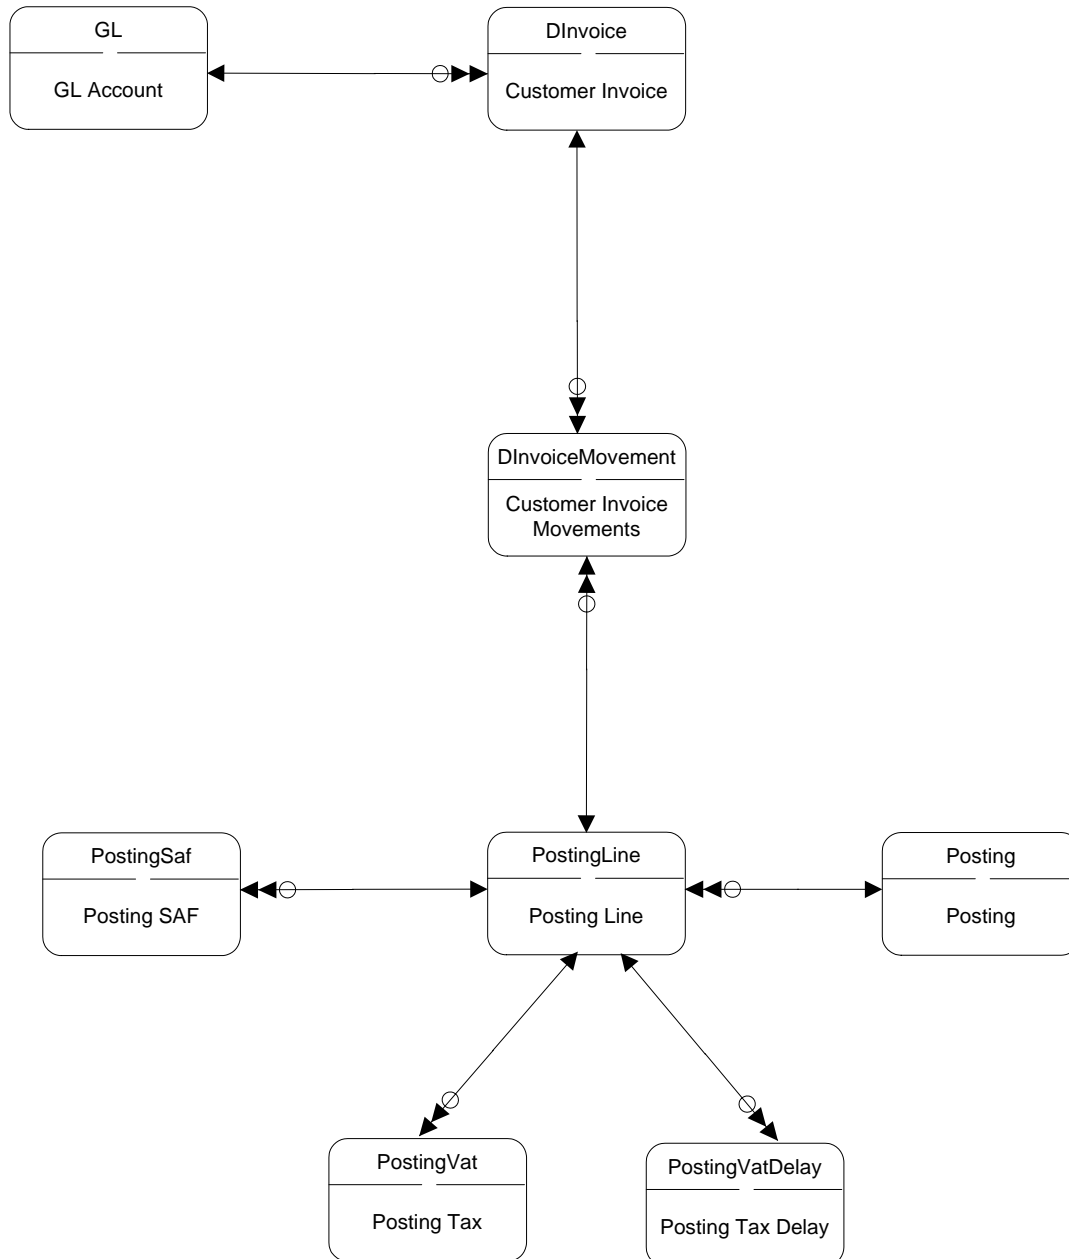 GL
GL Account
DInvoice
Customer Invoice
DInvoiceMovement
Customer Invoice
Movements
PostingSaf
Posting SAF
PostingLine
Posting Line
Posting
Posting
PostingVat
Posting Tax
PostingVatDelay
Posting Tax Delay